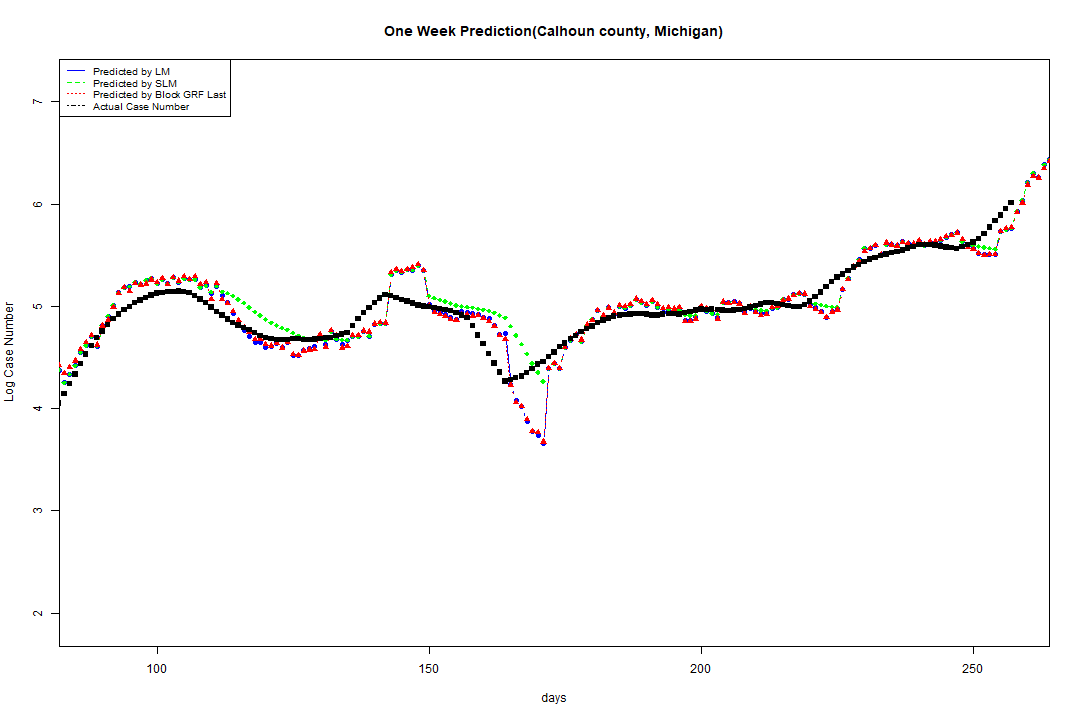 One Week Prediction(Calhoun county, Michigan)
Predicted by LM
Predicted by SLM
Predicted by Block GRF Last
Actual Case Number
7
6
5
4
3
2
Log Case Number
100
150
200
250
days